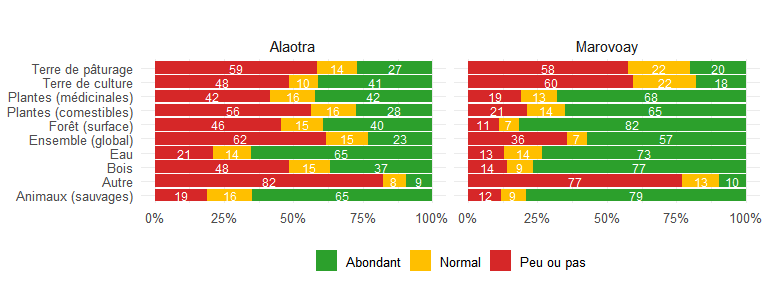 Alaotra Marovoay
Terre de pâturage 59 14 27 58 22 20
Terre de culture 48 10 41 60 22 18
Plantes (médicinales) 42 16 42 19 13 68
Plantes (comestibles) 56 16 28 21 14 65
Forêt (surface) 46 15 40 11 7 82
Ensemble (global) 62 15 23 36 7 57
Eau 21 14 65 13 14 73
Bois 48 15 37 14 9 77
Autre 82 8 9 77 13 10
Animaux (sauvages) 19 16 65 12 9 79
0% 25% 50% 75% 100% 0% 25% 50% 75% 100%
Abondant Normal Peu ou pas